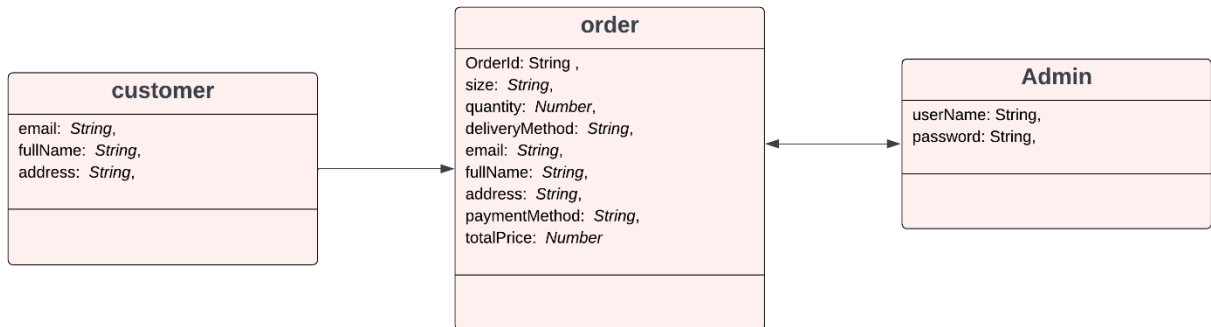 customer
email: String,
fullName: String,
address: String,
order
OrderId: String ,
size: String,
quantity: Number,
deliveryMethod: String,
email: String,
fullName: String,
address: String,
paymentMethod: String,
totalPrice: Number
Admin
userName: String,
password: String,